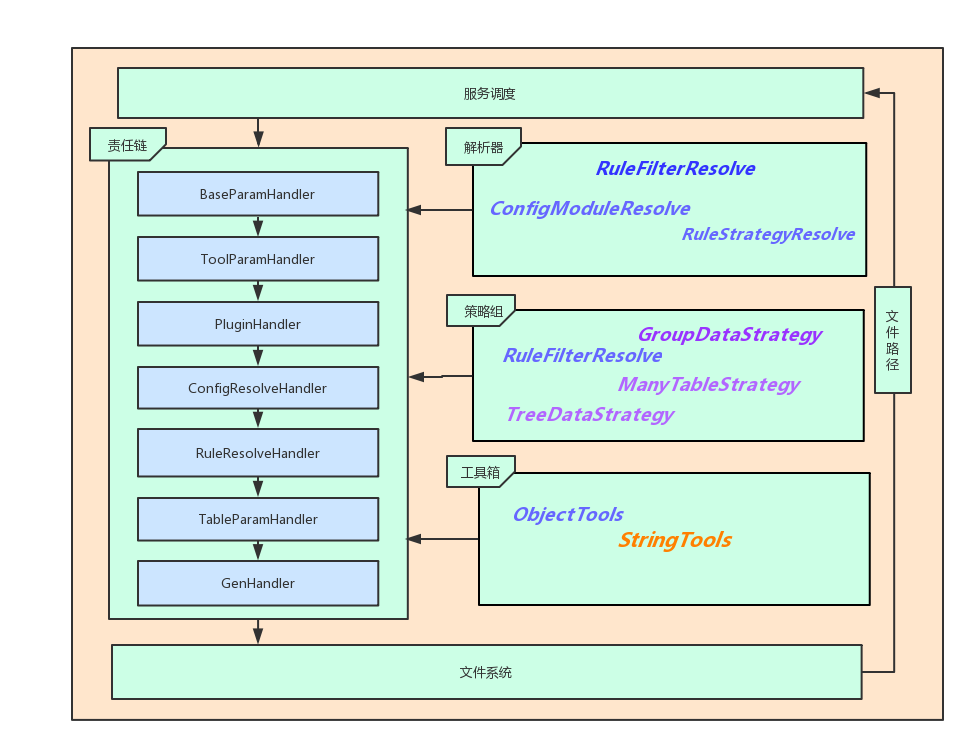 服务调度
责任链
BaseParamHandler
ToolParamHandler
PluginHandler
ConfigResolveHandler
RuleResolveHandler
TableParamHandler
GenHandler
解析器
RuleFilterResolve
ConfigModuleResolve
RuleStrategyResolve
策略组
GroupDataStrategy
RuleFilterResolve
ManyTableStrategy
TreeDataStrategy
工具箱
ObjectTools
StringTools
文件路径
文件系统